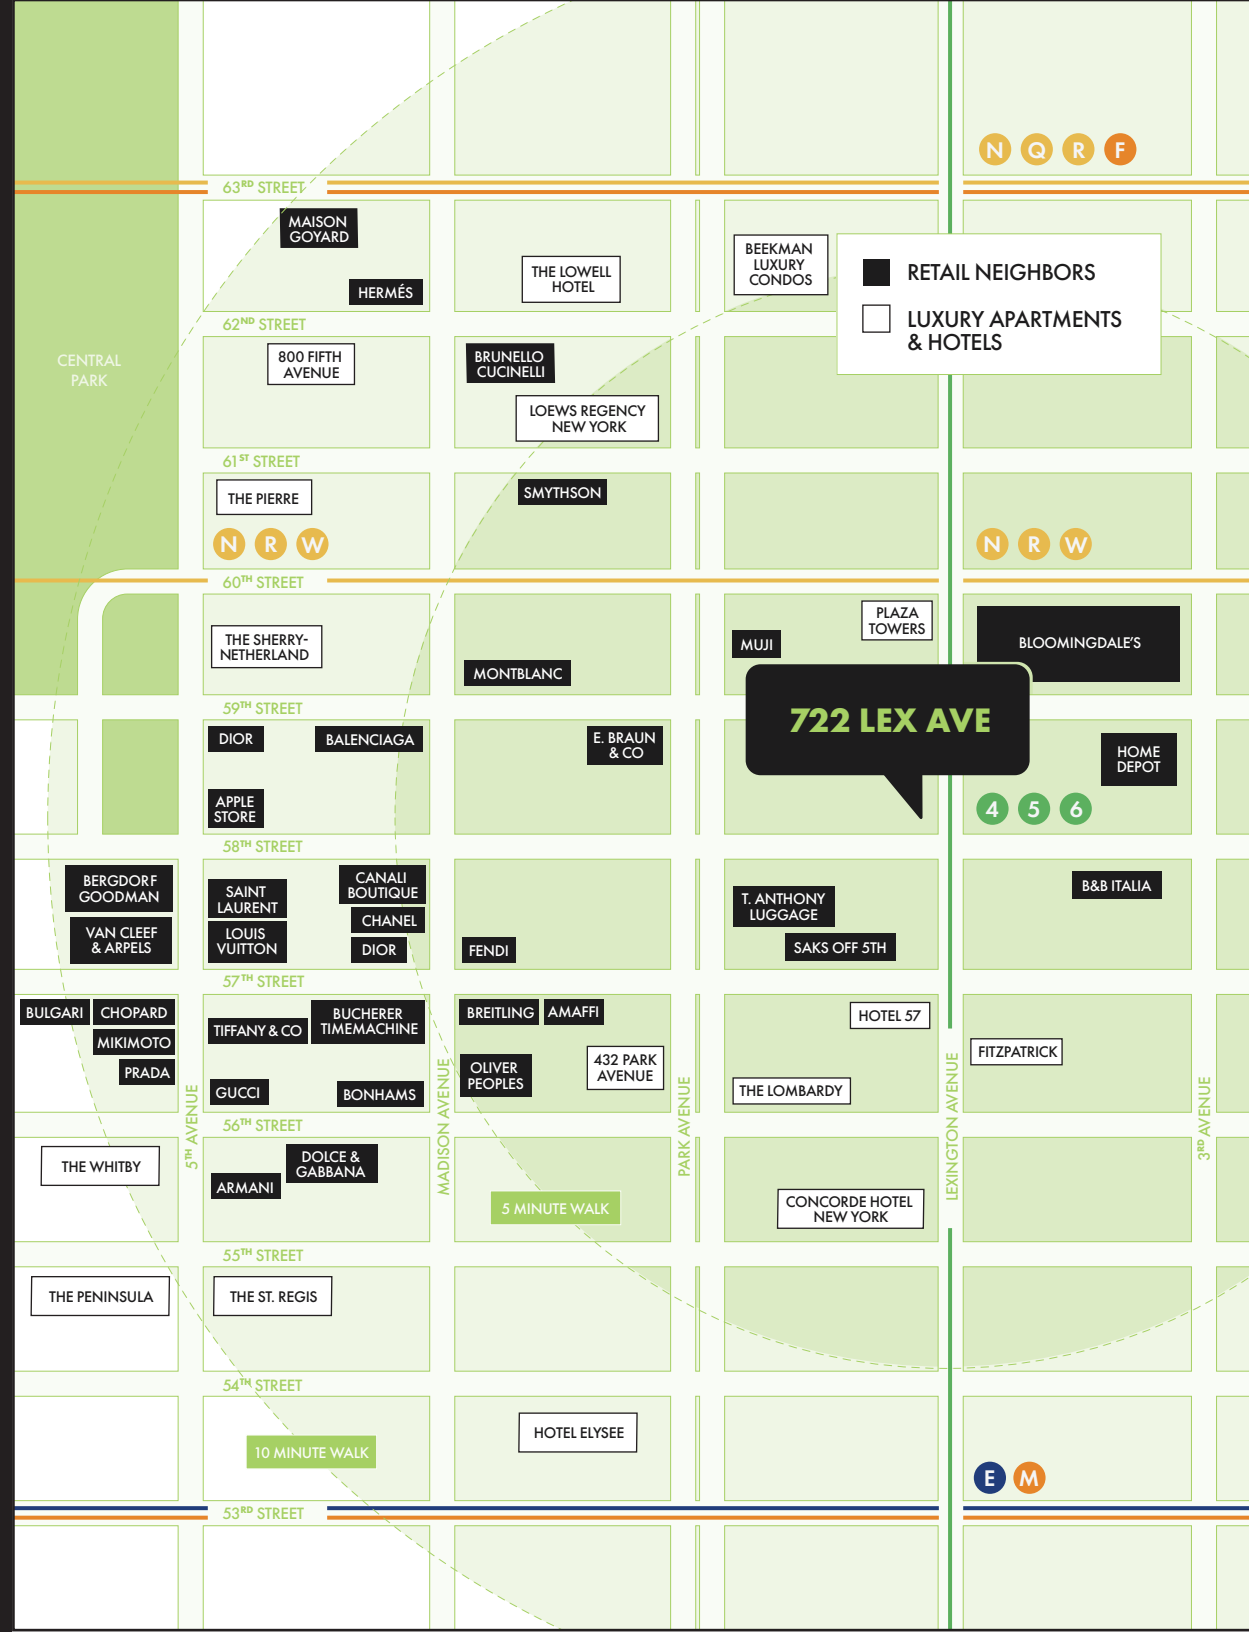 N Q R F
63RD STREET
MAISON
GOYARD
HERMÉS
THE LOWELL
HOTEL
BEEKMAN
LUXURY
CONDOS
RETAIL NEIGHBORS
LUXURY APARTMENTS
& HOTELS
62ND STREET
CENTRAL
PARK
800 FIFTH
AVENUE
BRUNELLO
CUCINELLI
LOEWS REGENCY
NEW YORK
61ST STREET
THE PIERRE
SMYTHSON
N R W
N R W
60TH STREET
THE SHERRY-
NETHERLAND
MONTBLANC
MUJI
PLAZA
TOWERS
BLOOMINGDALE'S
59TH STREET
722 LEX AVE
DIOR
BALENCIAGA
E. BRAUN
& CO
HOME
DEPOT
APPLE
STORE
4 5 6
58TH STREET
BERGDORF
GOODMAN
VAN CLEEF
& ARPELS
SAINT
LAURENT
LOUIS
VUITTON
CANALI
BOUTIQUE
CHANEL
DIOR
FENDI
T. ANTHONY
LUGGAGE
SAKS OFF 5TH
B&B ITALIA
57TH STREET
BULGARI
CHOPARD
MIKIMOTO
PRADA
TIFFANY & CO
BUCHERER
TIMEMACHINE
GUCCI
BONHAMS
BREITLING
AMAFFI
OLIVER
PEOPLES
432 PARK
AVENUE
HOTEL 57
THE LOMBARDY
FITZPATRICK
5TH AVENUE
MADISON AVENUE
PARK AVENUE
LEXINGTON AVENUE
3RD AVENUE
56TH STREET
THE WHITBY
DOLCE &
GABBANA
ARMANI
5 MINUTE WALK
CONCORDE HOTEL
NEW YORK
55TH STREET
THE PENINSULA
THE ST. REGIS
54TH STREET
10 MINUTE WALK
HOTEL ELYSEE
E M
53RD STREET